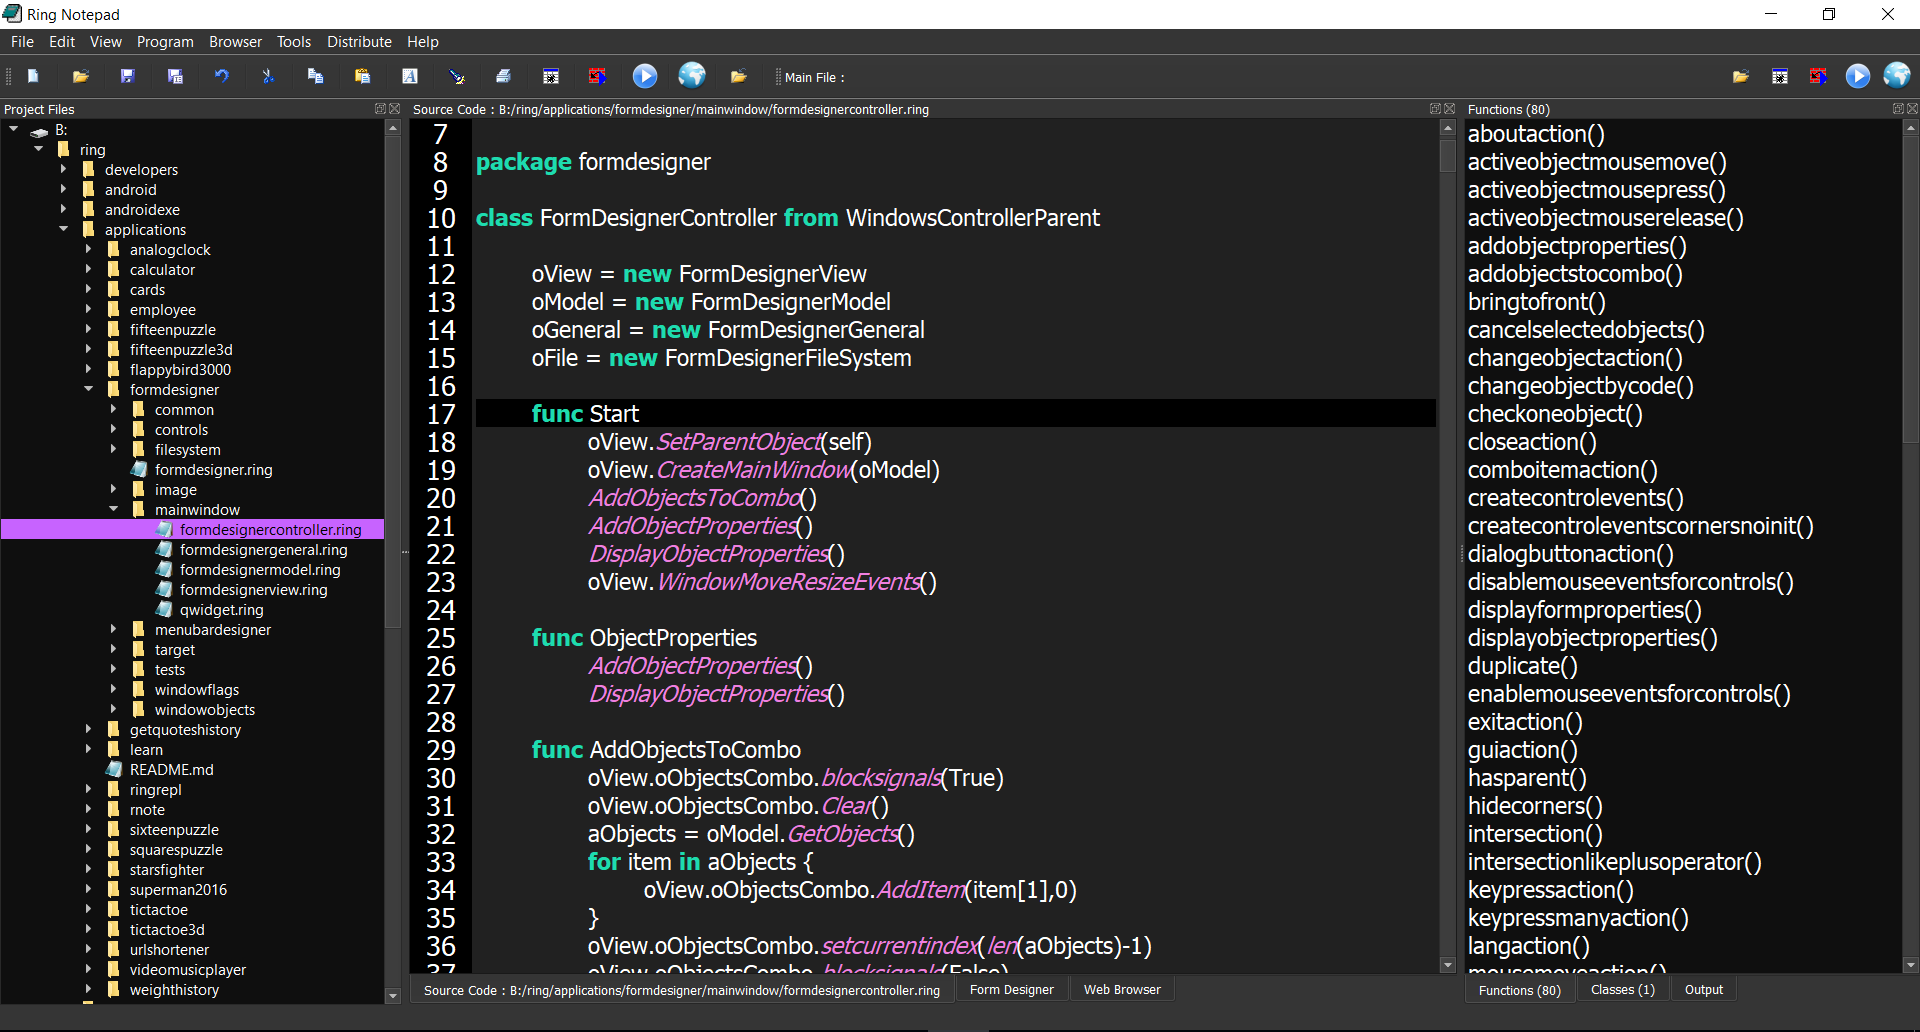 Ring Notepad
File Edit View Program Browser Tools Distribute Help
Main File :
Project Files
B:
ring
developers
android
androidexe
applications
analogclock
calculator
cards
employee
fifteenpuzzle
fifteenpuzzle3d
flappybird3000
formdesigner
common
controls
filesystem
formdesigner.ring
image
mainwindow
formdesignercontroller.ring
formdesignergeneral.ring
formdesignermodel.ring
formdesignerview.ring
qwidget.ring
menubardesigner
target
tests
windowflags
windowobjects
getquoteshistory
learn
README.md
ringrepl
rnote
sixteenpuzzle
squarespuzzle
starsfighter
superman2016
tictactoe
tictactoe3d
urlshortener
videomusicplayer
weighthistory
Source Code : B:/ring/applications/formdesigner/mainwindow/formdesignercontroller.ring
7
8 package formdesigner
9
10 class FormDesignerController from WindowsControllerParent
11
12 oView = new FormDesignerView
13 oModel = new FormDesignerModel
14 oGeneral = new FormDesignerGeneral
15 oFile = new FormDesignerFileSystem
16
17 func Start
18 oView.SetParentObject(self)
19 oView.CreateMainWindow(oModel)
20 AddObjectsToCombo()
21 AddObjectProperties()
22 DisplayObjectProperties()
23 oView.WindowMoveResizeEvents()
24
25 func ObjectProperties
26 AddObjectProperties()
27 DisplayObjectProperties()
28
29 func AddObjectsToCombo
30 oView.oObjectsCombo.blocksignals(True)
31 oView.oObjectsCombo.Clear()
32 aObjects = oModel.GetObjects()
33 for item in aObjects {
34 oView.oObjectsCombo.AddItem(item[1],0)
35 }
36 oView.oObjectsCombo.setcurrentindex(len(aObjects)-1)
37 oView.oObjectsCombo.blocksignals(False)
Source Code : B:/ring/applications/formdesigner/mainwindow/formdesignercontroller.ring Form Designer Web Browser
Functions (80)
aboutaction()
activeobjectmousemove()
activeobjectmousepress()
activeobjectmouserelease()
addobjectproperties()
addobjectstocombo()
bringtofront()
cancelselectedobjects()
changeobjectaction()
changeobjectbycode()
checkoneobject()
closeaction()
comboitemaction()
createcontrolevents()
createcontroleventscornersnoinit()
dialogbuttonaction()
disablemouseeventsforcontrols()
displayformproperties()
displayobjectproperties()
duplicate()
enablemouseeventsforcontrols()
exitaction()
guiaction()
hasparent()
hidecorners()
intersection()
intersectionlikeplusoperator()
keypressaction()
keypressmanyaction()
langaction()
mousemoveaction()
Functions (80) Classes (1) Output